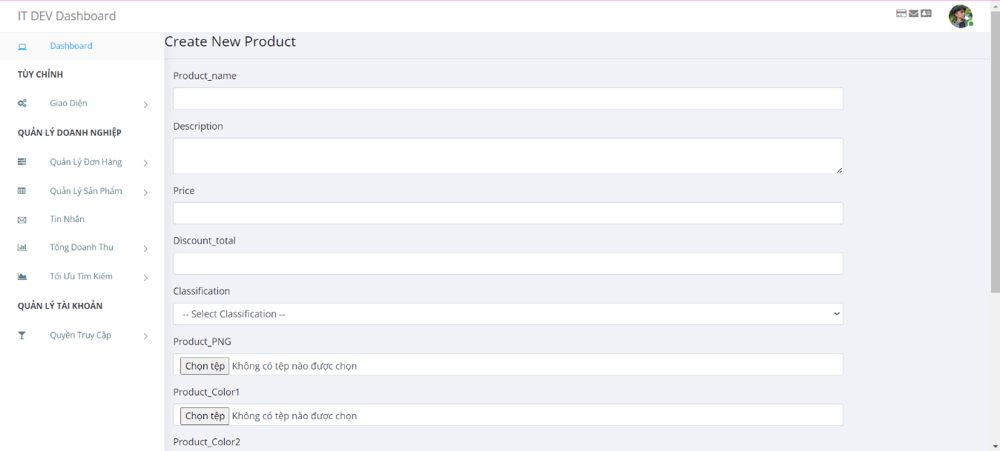 IT DEV Dashboard
Dashboard
TÙY CHỈNH
Giao Diện
QUẢN LÝ DOANH NGHIỆP
Quản Lý Đơn Hàng
Quản Lý Sản Phẩm
Tin Nhắn
Tổng Doanh Thu
Tối Ưu Tìm Kiếm
QUẢN LÝ TÀI KHOẢN
Quyền Truy Cập
Create New Product
Product_name
Description
Price
Discount_total
Classification
-- Select Classification --
Product_PNG
Chọn tệp Không có tệp nào được chọn
Product_Color1
Chọn tệp Không có tệp nào được chọn
Product_Color2